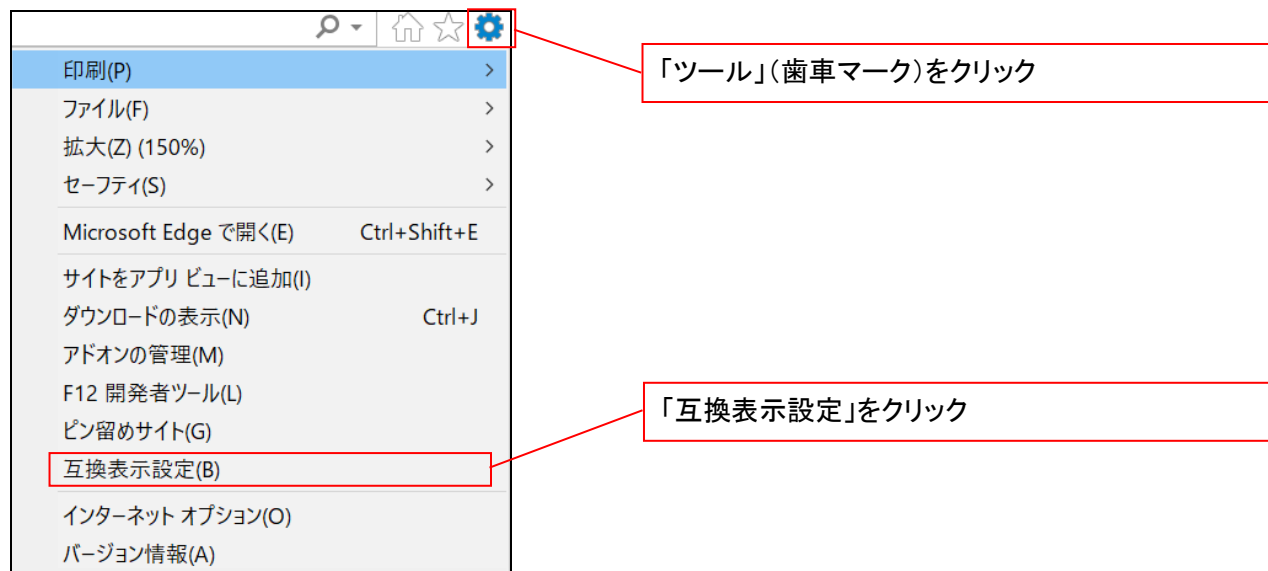 「ツール」(歯車マーク)をクリック
印刷(P)
ファイル(F)
拡大(Z) (150%)
セーフティ(S)
Microsoft Edge で開く(E) Ctrl+Shift+E
サイトをアプリ ビューに追加(I)
ダウンロードの表示(N) Ctrl+J
アドオンの管理(M)
F12 開発者ツール(L)
「互換表示設定」をクリック
ピン留めサイト(G)
互換表示設定(B)
インターネット オプション(O)
バージョン情報(A)